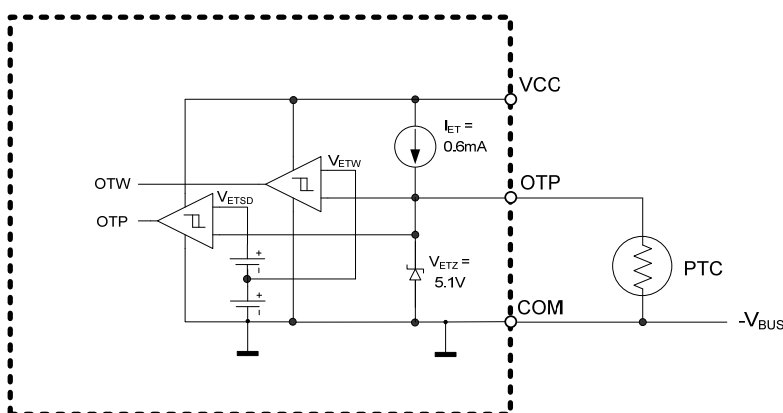 VCC
I_ET =
0.6mA
V_ETW
OTW
OTP
V_ETSD
OTP
+
-
V_ETZ =
5.1V
PTC
+
-
COM
-V_BUS